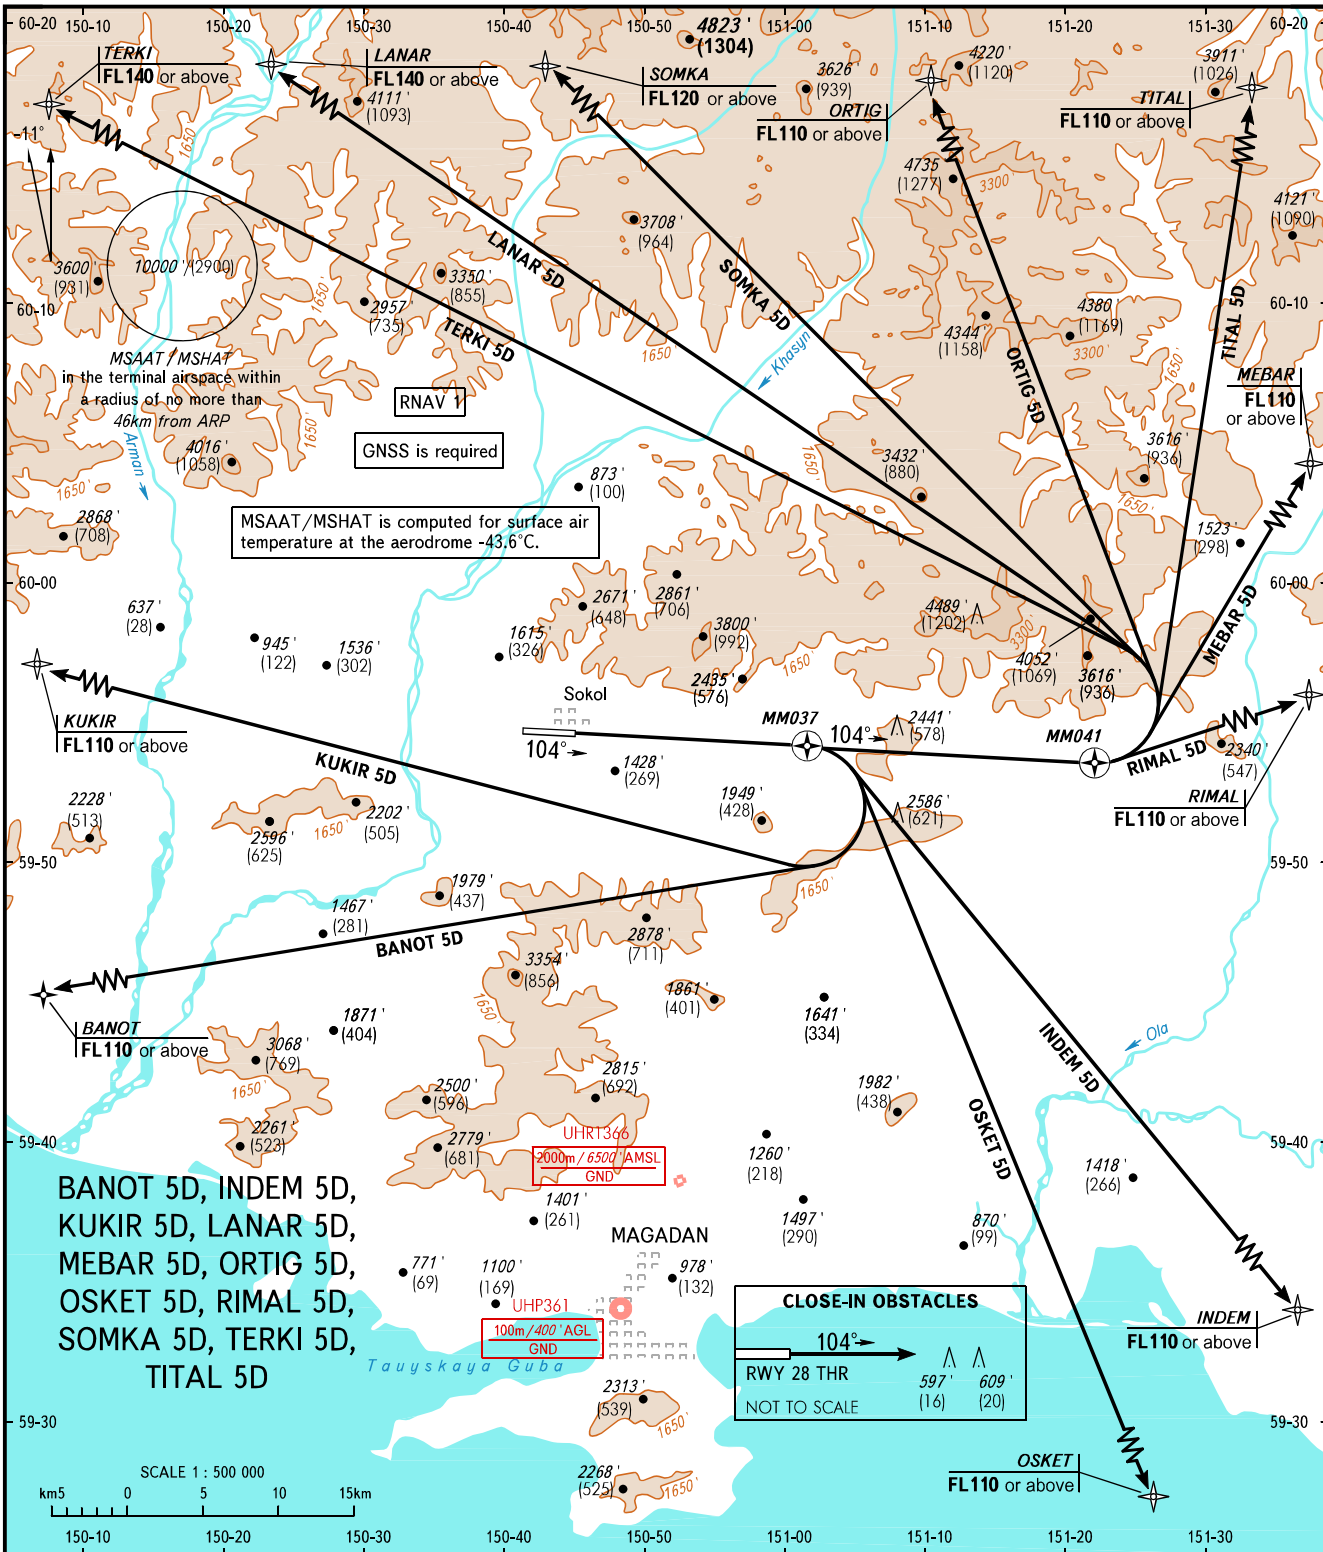 60-20
150-10
150-20
150-30
150-40
150-50
151-00
151-10
151-20
151-30
60-20
TERKI
FL140 or above
LANAR
FL140 or above
SOMKA
FL120 or above
ORTIG
FL110 or above
TITAL
FL110 or above
4823 '
(1304)
3626 '
(939)
4220 '
(1120)
3911 '
(1026)
4111 '
(1093)
-11°
1650'
4735
(1277)
3300'
4121 '
(1090)
3708 '
(964)
3600 '
(931)
10000 '/(2900)
3350 '
(855)
2957 '
(735)
1650'
LANAR 5D
SOMKA 5D
TERKI 5D
ORTIG 5D
TITAL 5D
60-10
60-10
4344 '
(1158)
4380 '
(1169)
3300'
1650'
1650'
Khasyn
MSAAT / MSHAT
in the terminal airspace within
a radius of no more than
46km from ARP
RNAV 1
GNSS is required
MEBAR
FL110
or above
4016
(1058)
1650'
Arman
3432 '
(880)
1650'
3616 '
(936)
1650'
873 '
(100)
1650'
2868 '
(708)
MSAAT/MSHAT is computed for surface air
temperature at the aerodrome -43.6°C.
1523 '
(298)
60-00
60-00
637 '
(28)
945 '
(122)
1536 '
(302)
1615 '
(326)
2671 '
(648)
2861 '
(706)
3800 '
(992)
4489 '
(1202)
3300'
4052 '
(1069)
3616 '
(936)
2435 '
(576)
1650'
MEBAR 5D
KUKIR
FL110 or above
Sokol
104°
MM037
104°
2441 '
(578)
MM041
RIMAL 5D
2340 '
(547)
KUKIR 5D
1428 '
(269)
1949 '
(428)
2586 '
(621)
RIMAL
FL110 or above
2228 '
(513)
2596 '
(625)
1650'
2202 '
(505)
59-50
59-50
1979 '
(437)
1467 '
(281)
1650'
BANOT 5D
2878 '
(711)
3354 '
(856)
1861 '
(401)
1650'
1641 '
(334)
1871 '
(404)
BANOT
FL110 or above
3068 '
(769)
1650'
INDEM 5D
Ola
2815 '
(692)
2500 '
(596)
1982 '
(438)
OSKET 5D
2261 '
(523)
2779 '
(681)
59-40
59-40
UHR1366
2000m/6500 'AMSL
GND
1260 '
(218)
1418 '
(266)
BANOT 5D, INDEM 5D,
KUKIR 5D, LANAR 5D,
MEBAR 5D, ORTIG 5D,
OSKET 5D, RIMAL 5D,
SOMKA 5D, TERKI 5D,
TITAL 5D
1401 '
(261)
1497 '
(290)
870 '
(99)
MAGADAN
771 '
(69)
1100 '
(169)
978 '
(132)
UHP361
100m/400 'AGL
GND
Tauyskaya Guba
CLOSE-IN OBSTACLES
104°
RWY 28 THR
597 '
(16)
609 '
(20)
NOT TO SCALE
INDEM
FL110 or above
2313 '
(539)
1650'
59-30
59-30
OSKET
FL110 or above
2268 '
(525)
1650'
SCALE 1 : 500 000
km5
0
5
10
15km
150-10
150-20
150-30
150-40
150-50
151-00
151-10
151-20
151-30